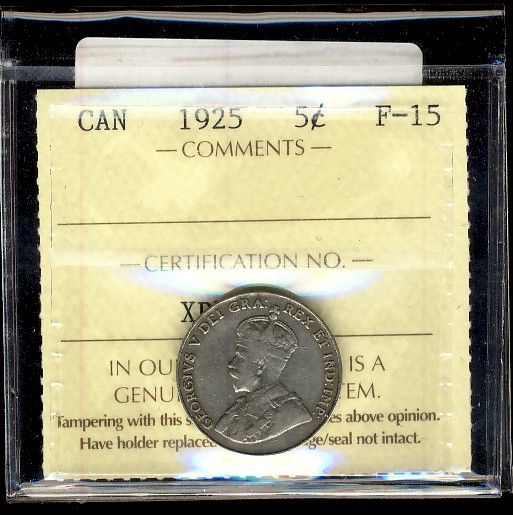 CAN 1925 5¢ F-15
— COMMENTS —
— CERTIFICATION NO. —
GEORGIVS V DEI GRA: REX ET IND:IMP:
IN OU IS A
GENU EM.
Tampering with this s es above opinion.
Have holder replace ge/seal not intact.